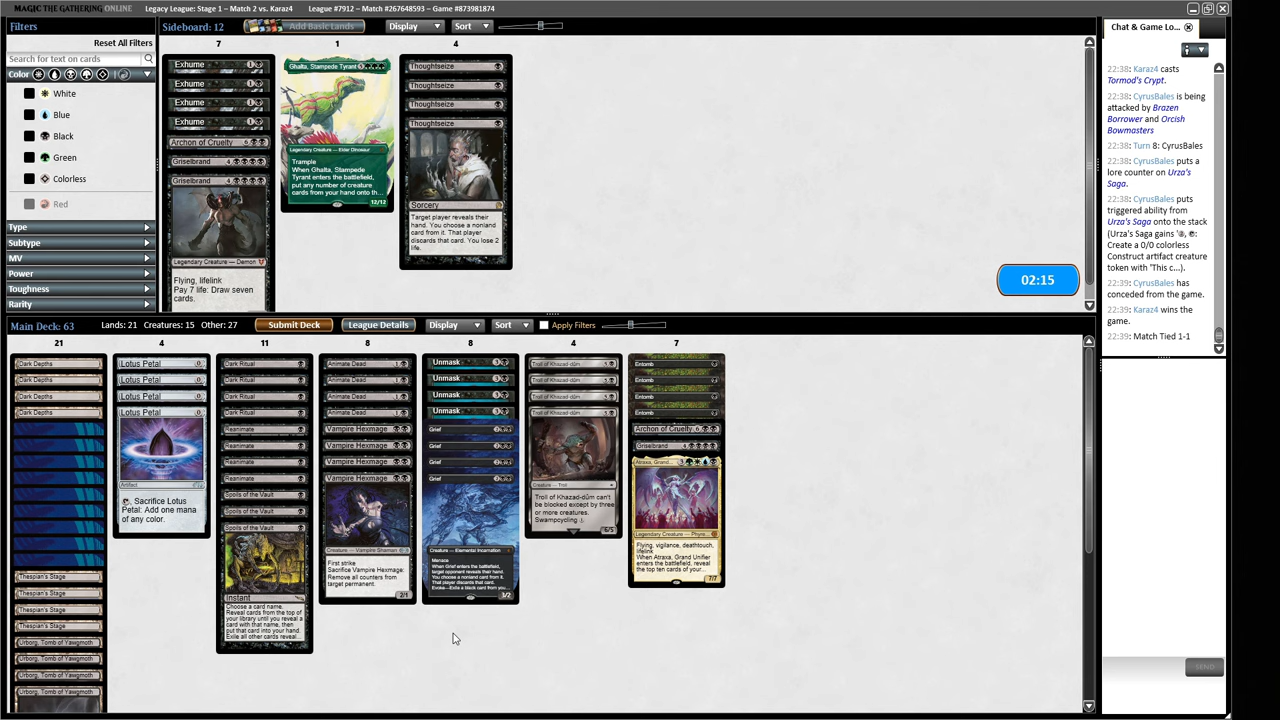 MAGIC THE GATHERING ONLINE Legacy League: Stage 1 – Match 2 vs. Karaz4 League #7912 – Match #267648593 – Game #873981874
Filters
Reset All Filters
Search for text on cards
Color
White
Blue
Black
Green
Colorless
Red
Type
Subtype
MV
Power
Toughness
Rarity
Sideboard: 12 Add Basic Lands Display Sort
7 1 4
Exhume
Exhume
Exhume
Exhume
Archon of Cruelty
Griselbrand
Griselbrand
Legendary Creature — Demon
Flying, lifelink
Pay 7 life: Draw seven
cards.
Ghalta, Stampede Tyrant
Legendary Creature — Elder Dinosaur
Trample
When Ghalta, Stampede
Tyrant enters the battlefield,
put any number of creature
cards from your hand onto th...
12/12
Thoughtseize
Thoughtseize
Thoughtseize
Thoughtseize
Sorcery
Target player reveals their
hand. You choose a nonland
card from it. That player
discards that card. You lose 2
life.
02:15
Main Deck: 63 Lands: 21 Creatures: 15 Other: 27 Submit Deck League Details Display Sort Apply Filters
21 4 11 8 8 4 7
Dark Depths
Dark Depths
Dark Depths
Dark Depths
Thespian's Stage
Thespian's Stage
Thespian's Stage
Thespian's Stage
Urborg, Tomb of Yawgmoth
Urborg, Tomb of Yawgmoth
Urborg, Tomb of Yawgmoth
Urborg, Tomb of Yawgmoth
Lotus Petal
Lotus Petal
Lotus Petal
Lotus Petal
Artifact
, Sacrifice Lotus
Petal: Add one mana
of any color.
Dark Ritual
Dark Ritual
Dark Ritual
Dark Ritual
Reanimate
Reanimate
Reanimate
Reanimate
Spoils of the Vault
Spoils of the Vault
Spoils of the Vault
Instant
Choose a card name.
Reveal cards from the top of
your library until you reveal a
card with that name, then
put that card into your hand.
Exile all other cards reveal...
Animate Dead
Animate Dead
Animate Dead
Animate Dead
Vampire Hexmage
Vampire Hexmage
Vampire Hexmage
Vampire Hexmage
Creature — Vampire Shaman
First strike
Sacrifice Vampire Hexmage:
Remove all counters from
target permanent.
2/1
Unmask
Unmask
Unmask
Unmask
Grief
Grief
Grief
Grief
Creature — Elemental Incarnation
Menace
When Grief enters the battlefield,
target opponent reveals their hand.
You choose a nonland card from it.
That player discards that card.
Evoke—Exile a black card from yo...
3/2
Troll of Khazad-dûm
Troll of Khazad-dûm
Troll of Khazad-dûm
Troll of Khazad-dûm
Creature — Troll
Troll of Khazad-dûm can't
be blocked except by three
or more creatures.
Swampcycling
6/5
Entomb
Entomb
Entomb
Entomb
Archon of Cruelty
Griselbrand
Atraxa, Grand...
Legendary Creature — Phyre...
Flying, vigilance, deathtouch,
lifelink
When Atraxa, Grand Unifier
enters the battlefield, reveal
the top ten cards of your...
7/7
Chat & Game Lo...
22:38: Karaz4 casts
Tormod's Crypt.
22:38: CyrusBales is being
attacked by Brazen
Borrower and Orcish
Bowmasters
22:38: Turn 8: CyrusBales
22:38: CyrusBales puts a
lore counter on Urza's
Saga.
22:38: CyrusBales puts
triggered ability from
Urza's Saga onto the stack
(Urza's Saga gains ', :
Create a 0/0 colorless
Construct artifact creature
token with "This c...).
22:39: CyrusBales has
conceded from the game.
22:39: Karaz4 wins the
game.
22:39: Match Tied 1-1
SEND